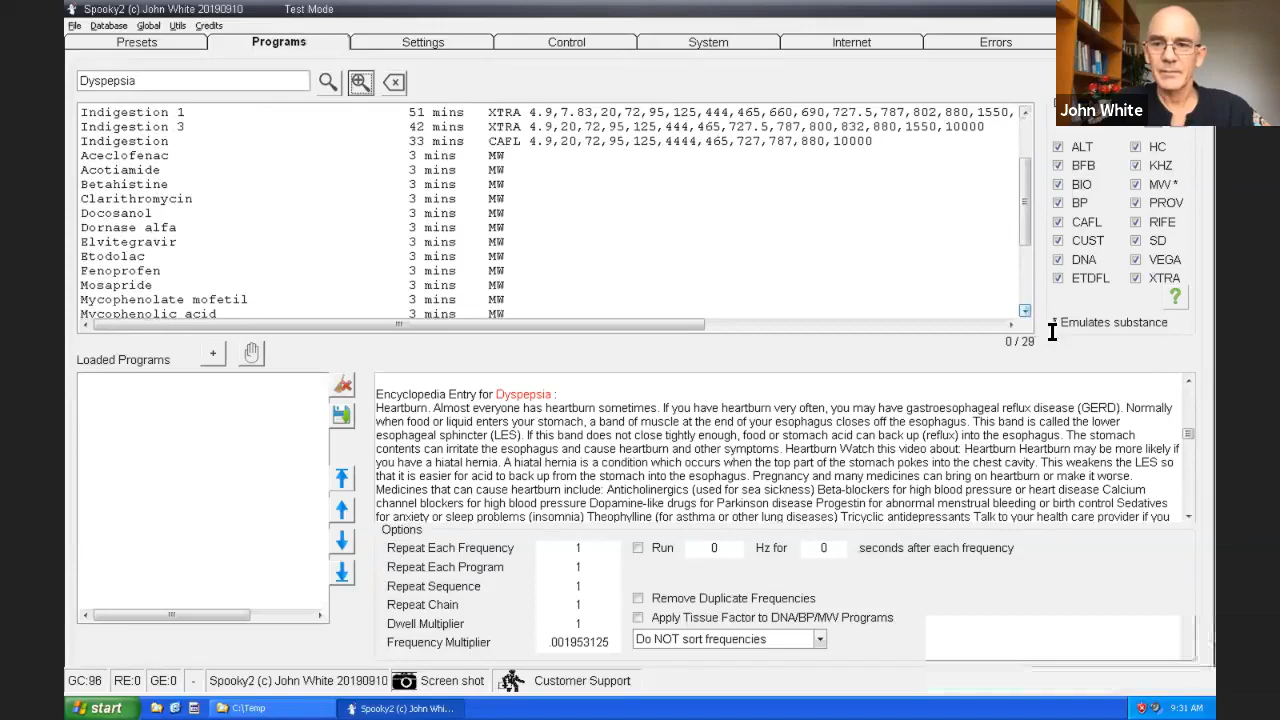 Spooky2 (c) John White 20190910 Test Mode
File Database Global Utils Credits
Presets Programs Settings Control System Internet Errors
Dyspepsia
Indigestion 1 51 mins XTRA 4.9,7.83,20,72,95,125,444,465,660,690,727.5,787,802,880,1550,
Indigestion 3 42 mins XTRA 4.9,20,72,95,125,444,465,727.5,787,800,832,880,1550,10000
Indigestion 33 mins CAFL 4.9,20,72,95,125,4444,465,727,787,880,10000
Aceclofenac 3 mins MW
Acotiamide 3 mins MW
Betahistine 3 mins MW
Clarithromycin 3 mins MW
Docosanol 3 mins MW
Dornase alfa 3 mins MW
Elvitegravir 3 mins MW
Etodolac 3 mins MW
Fenoprofen 3 mins MW
Mosapride 3 mins MW
Mycophenolate mofetil 3 mins MW
Mycophenolic acid 3 mins MW
John White
ALT HC
BFB KHZ
BIO MW *
BP PROV
CAFL RIFE
CUST SD
DNA VEGA
ETDFL XTRA
?
* Emulates substance
0 / 29
Loaded Programs +
Encyclopedia Entry for Dyspepsia :
Heartburn. Almost everyone has heartburn sometimes. If you have heartburn very often, you may have gastroesophageal reflux disease (GERD). Normally
when food or liquid enters your stomach, a band of muscle at the end of your esophagus closes off the esophagus. This band is called the lower
esophageal sphincter (LES). If this band does not close tightly enough, food or stomach acid can back up (reflux) into the esophagus. The stomach
contents can irritate the esophagus and cause heartburn and other symptoms. Heartburn Watch this video about: Heartburn Heartburn may be more likely if
you have a hiatal hernia. A hiatal hernia is a condition which occurs when the top part of the stomach pokes into the chest cavity. This weakens the LES so
that it is easier for acid to back up from the stomach into the esophagus. Pregnancy and many medicines can bring on heartburn or make it worse.
Medicines that can cause heartburn include: Anticholinergics (used for sea sickness) Beta-blockers for high blood pressure or heart disease Calcium
channel blockers for high blood pressure Dopamine-like drugs for Parkinson disease Progestin for abnormal menstrual bleeding or birth control Sedatives
for anxiety or sleep problems (insomnia) Theophylline (for asthma or other lung diseases) Tricyclic antidepressants Talk to your health care provider if you
Options
Repeat Each Frequency 1 Run 0 Hz for 0 seconds after each frequency
Repeat Each Program 1
Repeat Sequence 1
Repeat Chain 1 Remove Duplicate Frequencies
Dwell Multiplier 1 Apply Tissue Factor to DNA/BP/MW Programs
Frequency Multiplier .001953125 Do NOT sort frequencies
GC:96 RE:0 GE:0 - Spooky2 (c) John White 20190910 Screen shot Customer Support
start C:\Temp Spooky2 (c) John Whi... 9:31 AM